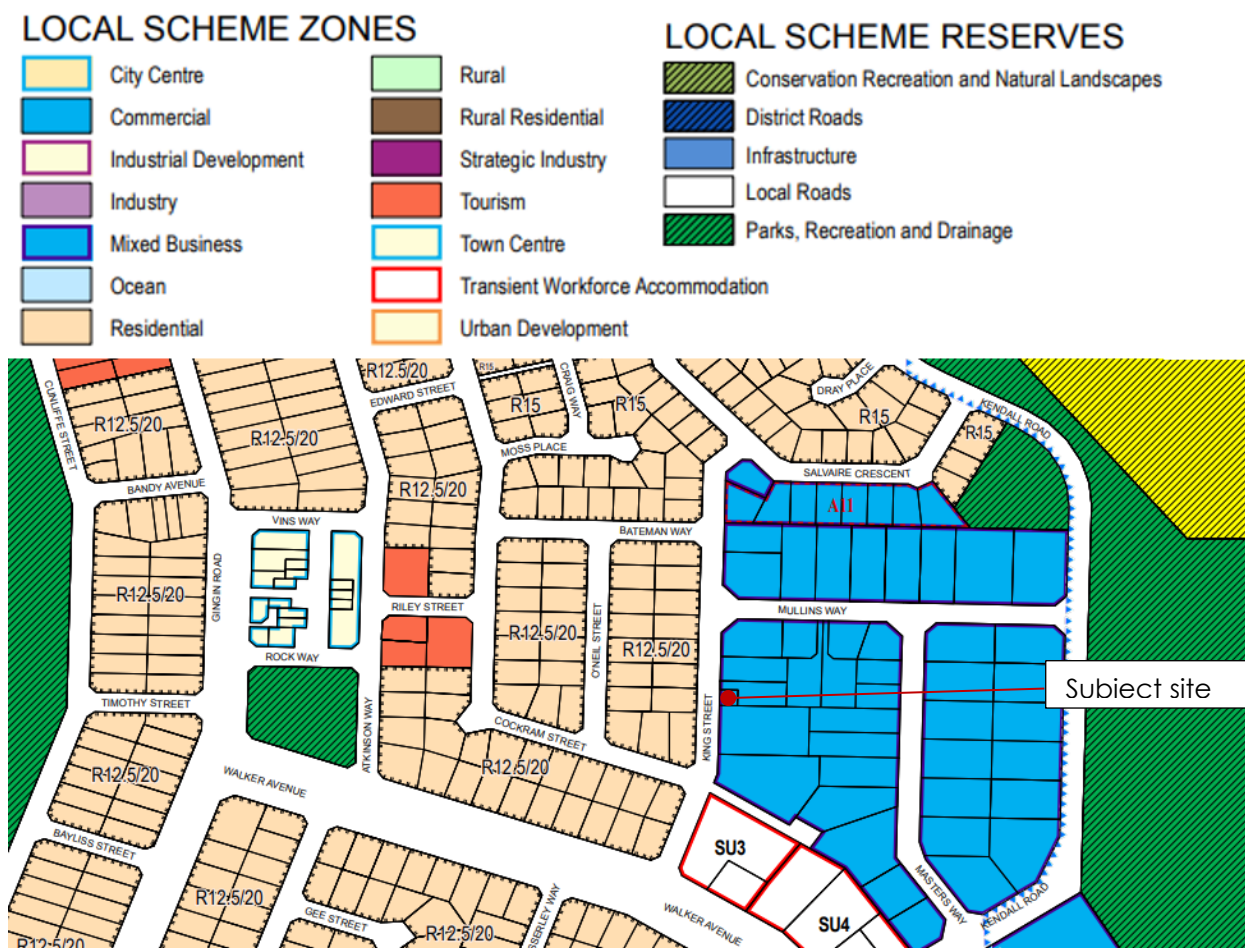 LOCAL SCHEME ZONES
City Centre
Commercial
Industrial Development
Industry
Mixed Business
Ocean
Residential
Rural
Rural Residential
Strategic Industry
Tourism
Town Centre
Transient Workforce Accommodation
Urban Development
LOCAL SCHEME RESERVES
Conservation Recreation and Natural Landscapes
District Roads
Infrastructure
Local Roads
Parks, Recreation and Drainage
CUNLIFFE STREET
R12.5/20
R12.5/20
R12.5/20
EDWARD STREET
R15
CRAIG WAY
R15
R15
DRAY PLACE
R15
KENDALL ROAD
R15
MOSS PLACE
SALVAIRE CRESCENT
BANDY AVENUE
R12.5/20
A11
VINS WAY
BATEMAN WAY
GINGIN ROAD
R12.5/20
RILEY STREET
MULLINS WAY
R12.5/20
O'NEIL STREET
R12.5/20
ROCK WAY
Subject site
TIMOTHY STREET
ATKINSON WAY
COCKRAM STREET
KING STREET
R12.5/20
WALKER AVENUE
R12.5/20
BAYLISS STREET
SU3
MASTERS WAY
R12.5/20
GEE STREET
R12.5/20
SSERLEY WAY
WALKER AVENUE
SU4
KENDALL ROAD
R12.5/20